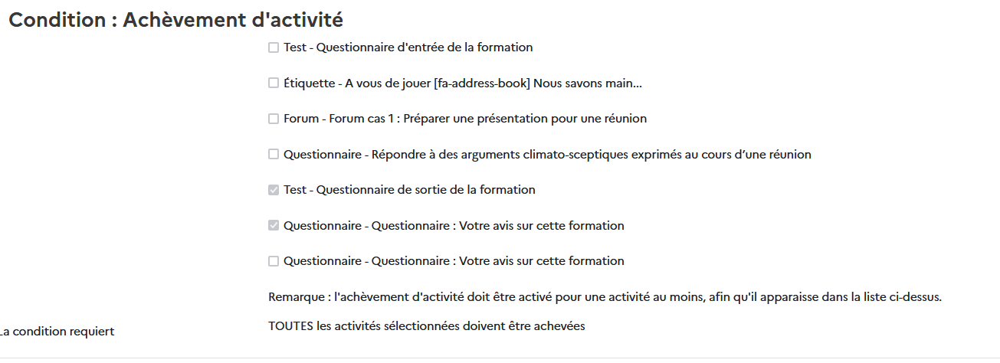 Condition : Achèvement d'activité
Test - Questionnaire d'entrée de la formation
Étiquette - A vous de jouer [fa-address-book] Nous savons main...
Forum - Forum cas 1 : Préparer une présentation pour une réunion
Questionnaire - Répondre à des arguments climato-sceptiques exprimés au cours d’une réunion
Test - Questionnaire de sortie de la formation
Questionnaire - Questionnaire : Votre avis sur cette formation
Questionnaire - Questionnaire : Votre avis sur cette formation
Remarque : l'achèvement d'activité doit être activé pour une activité au moins, afin qu'il apparaisse dans la liste ci-dessus.
La condition requiert TOUTES les activités sélectionnées doivent être achevées